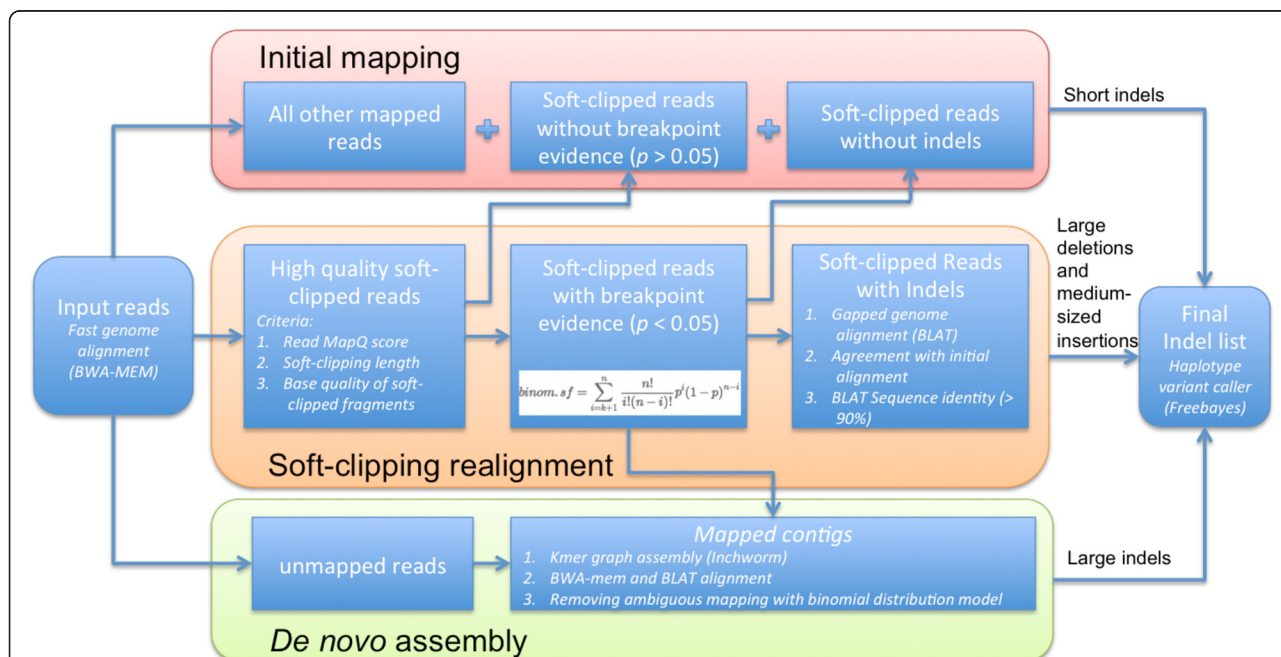 Initial mapping
All other mapped
reads
+
Soft-clipped reads
without breakpoint
evidence (p > 0.05)
+
Soft-clipped reads
without indels
Short indels
Input reads
Fast genome
alignment
(BWA-MEM)
High quality soft-
clipped reads
Criteria:
1. Read MapQ score
2. Soft-clipping length
3. Base quality of soft-
clipped fragments
Soft-clipped reads
with breakpoint
evidence (p < 0.05)
binom.sf = \sum_{i=k+1}^{n} \frac{n!}{i!(n-i)!} p^i(1-p)^{n-i}
Soft-clipped Reads
with Indels
1. Gapped genome
alignment (BLAT)
2. Agreement with initial
alignment
3. BLAT Sequence identity (>
90%)
Soft-clipping realignment
Large
deletions
and
medium-
sized
insertions
Final
Indel list
Haplotype
variant caller
(Freebayes)
unmapped reads
Mapped contigs
1. Kmer graph assembly (Inchworm)
2. BWA-mem and BLAT alignment
3. Removing ambiguous mapping with binomial distribution model
De novo assembly
Large indels